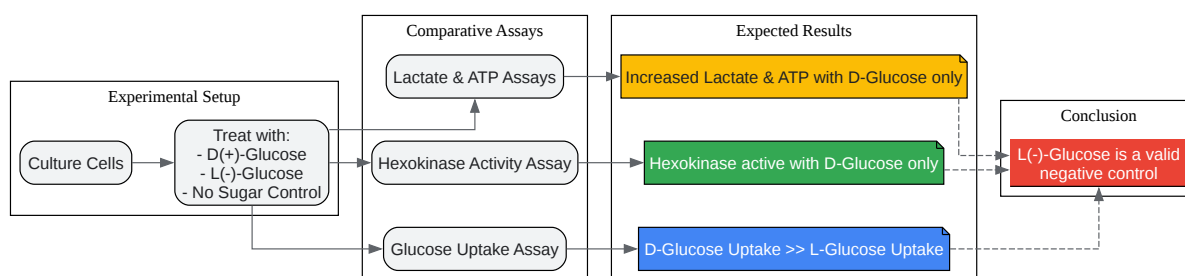 Experimental Setup
Culture Cells
Treat with:
- D(+)-Glucose
- L(-)-Glucose
- No Sugar Control
Comparative Assays
Lactate & ATP Assays
Hexokinase Activity Assay
Glucose Uptake Assay
Expected Results
Increased Lactate & ATP with D-Glucose only
Hexokinase active with D-Glucose only
D-Glucose Uptake >> L-Glucose Uptake
Conclusion
L(-)-Glucose is a valid
negative control